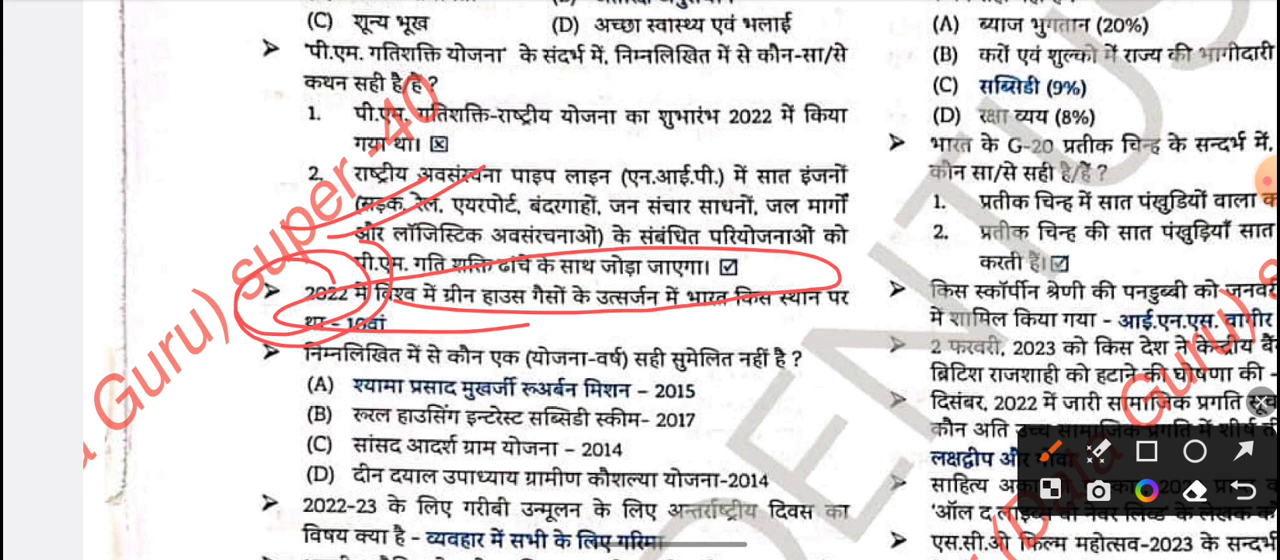 (C) शून्य भूख
(D) अच्छा स्वास्थ्य एवं भलाई
➤ 'पी.एम. गतिशक्ति योजना' के संदर्भ में, निम्नलिखित में से कौन-सा/से
कथन सही है/हैं ?
1. पी.एम. गतिशक्ति-राष्ट्रीय योजना का शुभारंभ 2022 में किया
गया था। ☒
2. राष्ट्रीय अवसंरचना पाइप लाइन (एन.आई.पी.) में सात इंजनों
(सड़क, रेल, एयरपोर्ट, बंदरगाहों, जन संचार साधनों, जल मार्गों
और लॉजिस्टिक अवसंरचनाओं) के संबंधित परियोजनाओं को
पी.एम. गति शक्ति ढांचे के साथ जोड़ा जाएगा। ☑
➤ 2022 में विश्व में ग्रीन हाउस गैसों के उत्सर्जन में भारत किस स्थान पर
था - 10वां
➤ निम्नलिखित में से कौन एक (योजना-वर्ष) सही सुमेलित नहीं है ?
(A) श्यामा प्रसाद मुखर्जी रूअर्बन मिशन – 2015
(B) रूरल हाउसिंग इन्टरेस्ट सब्सिडी स्कीम- 2017
(C) सांसद आदर्श ग्राम योजना – 2014
(D) दीन दयाल उपाध्याय ग्रामीण कौशल्या योजना-2014
➤ 2022-23 के लिए गरीबी उन्मूलन के लिए अन्तर्राष्ट्रीय दिवस का
विषय क्या है - व्यवहार में सभी के लिए गरिमा
(A) ब्याज भुगतान (20%)
(B) करों एवं शुल्कों में राज्य की भागीदारी
(C) सब्सिडी (9%)
(D) रक्षा व्यय (8%)
➤ भारत के G-20 प्रतीक चिन्ह के सन्दर्भ में,
कौन सा/से सही है/हैं ?
1. प्रतीक चिन्ह में सात पंखुडियों वाला
2. प्रतीक चिन्ह की सात पंखुड़ियाँ सात
करती हैं। ☑
➤ किस स्कॉर्पीन श्रेणी की पनडुब्बी को जनवरी
में शामिल किया गया - आई.एन.एस. वागीर
➤ 2 फरवरी, 2023 को किस देश ने केन्द्रीय बैं
ब्रिटिश राजशाही को हटाने की घोषणा की -
➤ दिसंबर, 2022 में जारी सामाजिक प्रगति
कौन अति उच्च सामाजिक प्रगति में शीर्ष
लक्षद्वीप और गोवा
➤ साहित्य
➤ एस.सी.ओ फिल्म महोत्सव-2023 के सन्दर्भ
Guru) super -40
Guru)
DENT US